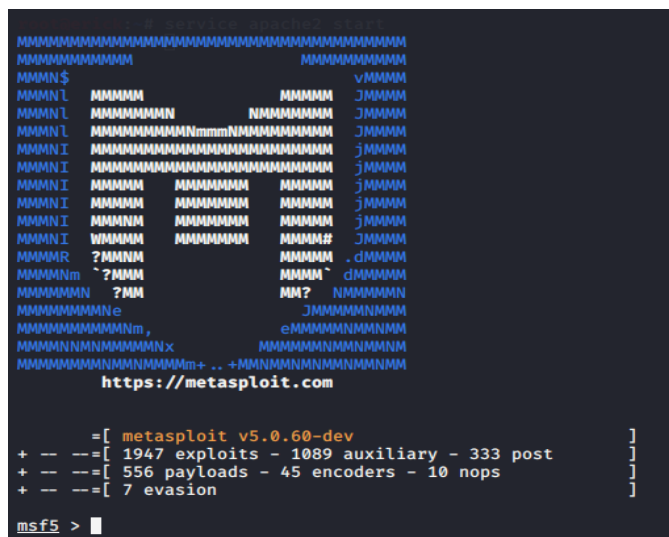 # service apache2 start
MMMMMMMMMMMMMMMMMMMMMMMMMMMMMMMMMMMMM
MMMMMMMMMMM                MMMMMMMMMM
MMMN$                           vMMMM
MMMNl  MMMMM             MMMMM  JMMMM
MMMNl  MMMMMMMN       NMMMMMMM  JMMMM
MMMNl  MMMMMMMMMNmmmNMMMMMMMMM  JMMMM
MMMNI  MMMMMMMMMMMMMMMMMMMMMMM  jMMMM
MMMNI  MMMMMMMMMMMMMMMMMMMMMMM  jMMMM
MMMNI  MMMMM   MMMMMMM   MMMMM  jMMMM
MMMNI  MMMMM   MMMMMMM   MMMMM  jMMMM
MMMNI  MMMNM   MMMMMMM   MMMMM  jMMMM
MMMNI  WMMMM   MMMMMMM   MMMM#  JMMMM
MMMMR  ?MMNM             MMMMM .dMMMM
MMMMNm `?MMM             MMMM` dMMMMM
MMMMMMN  ?MM             MM?  NMMMMMN
MMMMMMMMNe                 JMMMMMNMMM
MMMMMMMMMMNm,            eMMMMMNMMNMM
MMMMNNMNMMMMMNx        MMMMMMNMMNMMNM
MMMMMMMMNMMNMMMMm+..+MMNMMNMNMMNMMNMM
https://metasploit.com
=[ metasploit v5.0.60-dev ]
+ -- --=[ 1947 exploits - 1089 auxiliary - 333 post ]
+ -- --=[ 556 payloads - 45 encoders - 10 nops ]
+ -- --=[ 7 evasion ]
msf5 >